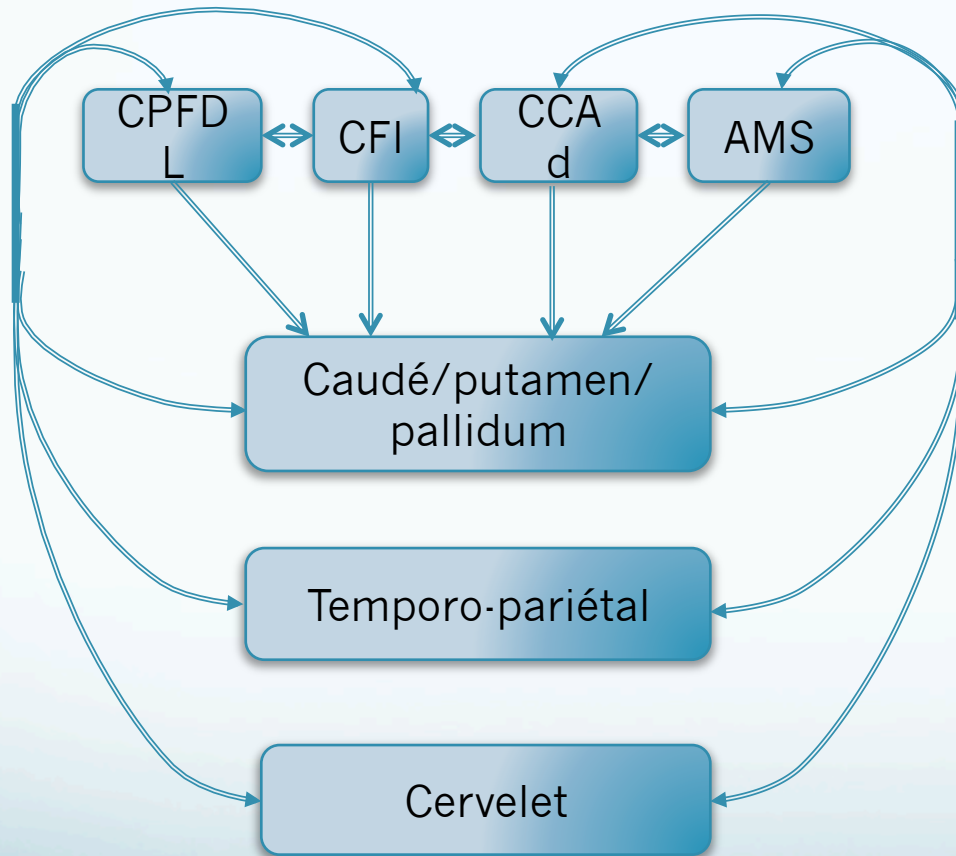 CPFD
L
CFI
CCA
d
AMS
Caudé/putamen/
pallidum
Temporo-pariétal
Cervelet